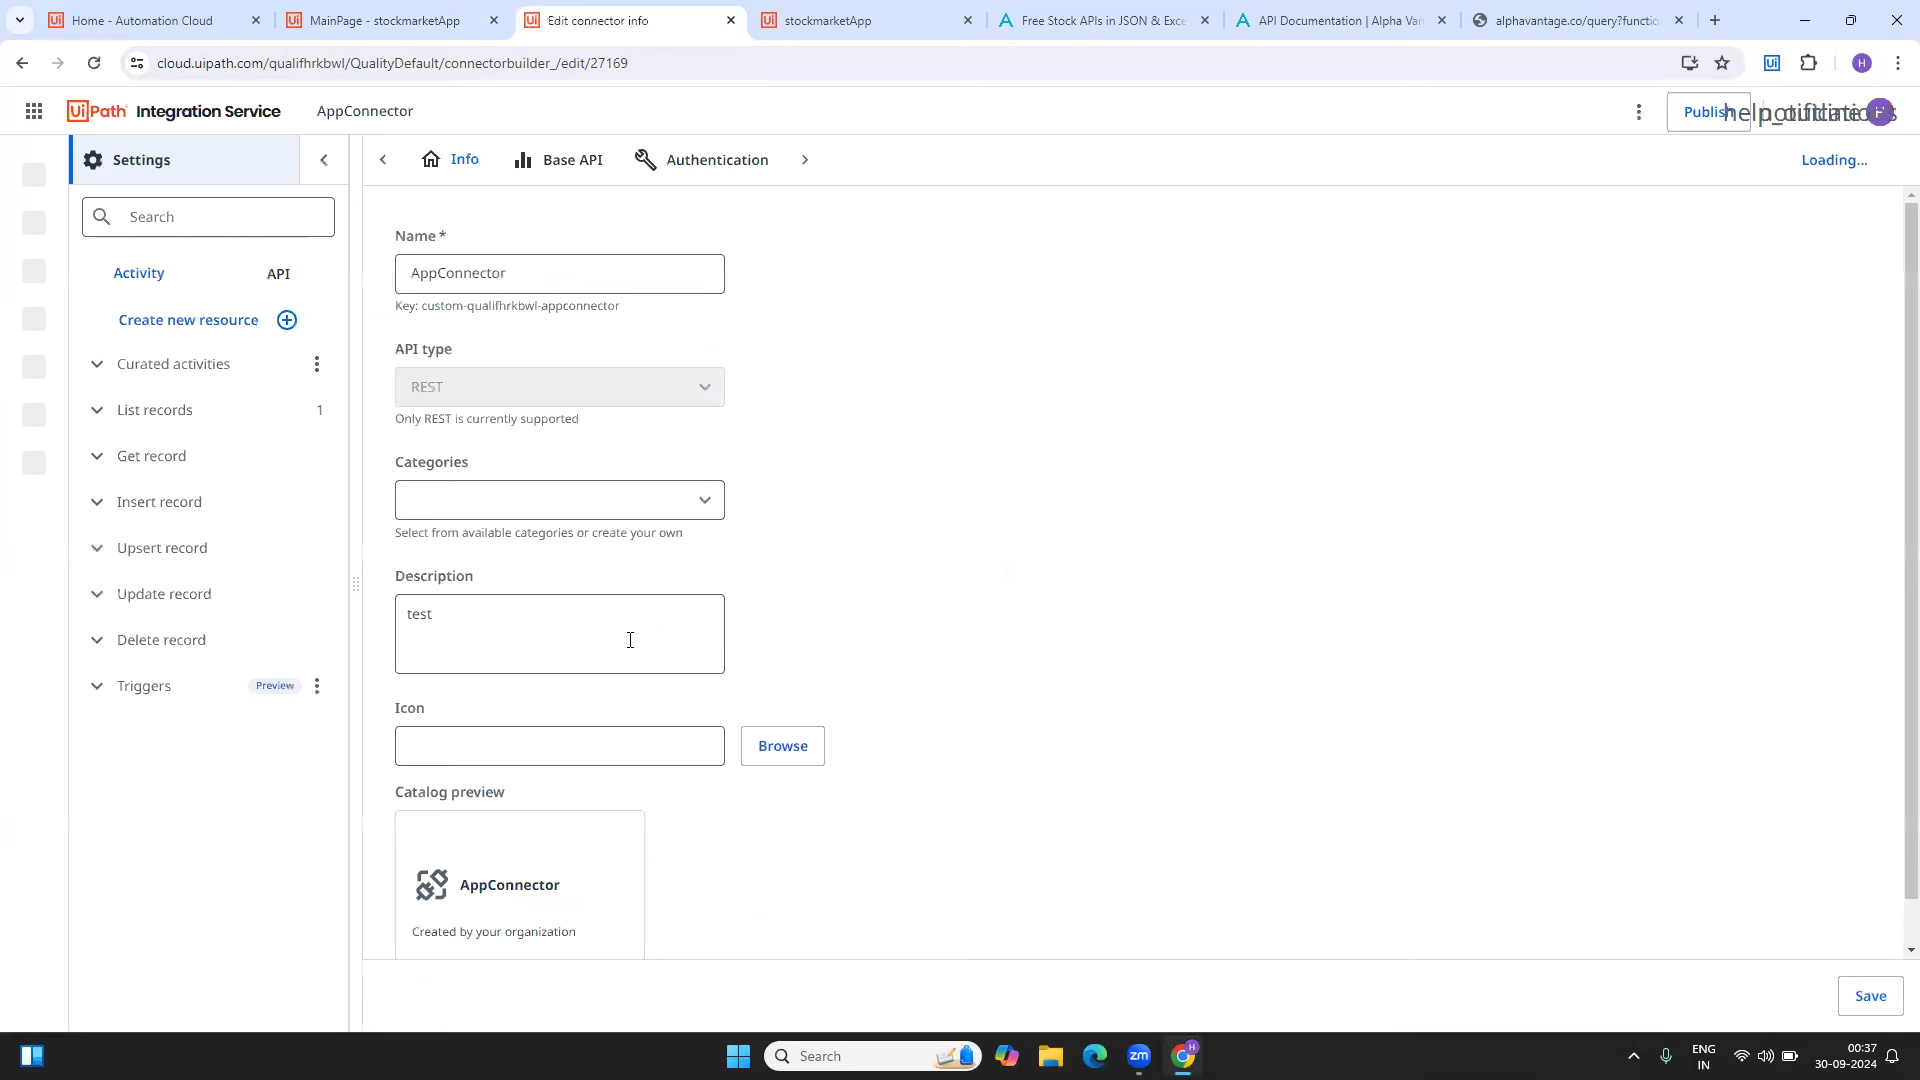 Home - Automation Cloud
MainPage - stockmarketApp
Edit connector info
stockmarketApp
Free Stock APIs in JSON & Exce
API Documentation | Alpha Van
alphavantage.co/query?functio
cloud.uipath.com/qualifhrkbwl/QualityDefault/connectorbuilder_/edit/27169
Ui
H
UiPath Integration Service
AppConnector
Publish
H
Settings
Info
Base API
Authentication
Loading...
Search
Activity
API
Create new resource
Curated activities
List records 1
Get record
Insert record
Upsert record
Update record
Delete record
Triggers Preview
Name *
AppConnector
Key: custom-qualifhrkbwl-appconnector
API type
REST
Only REST is currently supported
Categories
Select from available categories or create your own
Description
test
Icon
Browse
Catalog preview
AppConnector
Created by your organization
Save
Search
zm
H
ENG
IN
00:37
30-09-2024